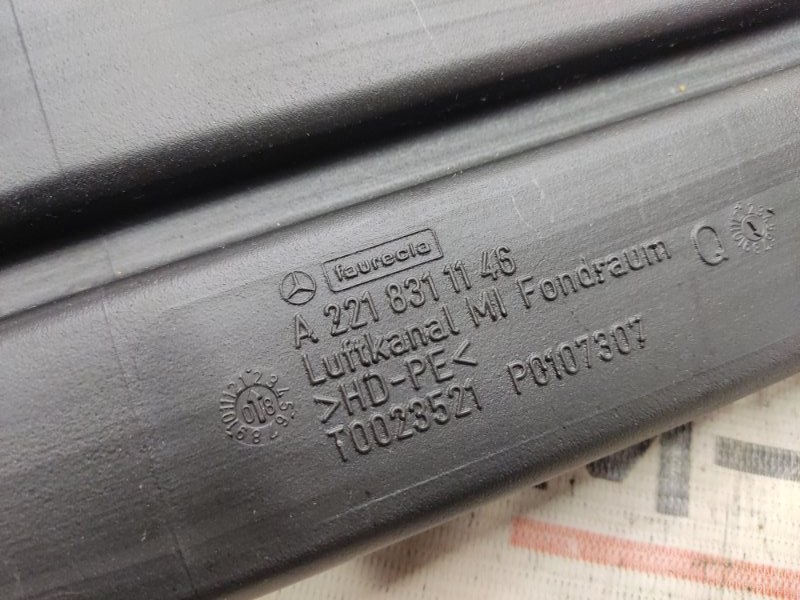 faurecia
A 221 831 11 46
Luftkanal MI Fondraum Q
>HD-PE<
T0023521 P0107307